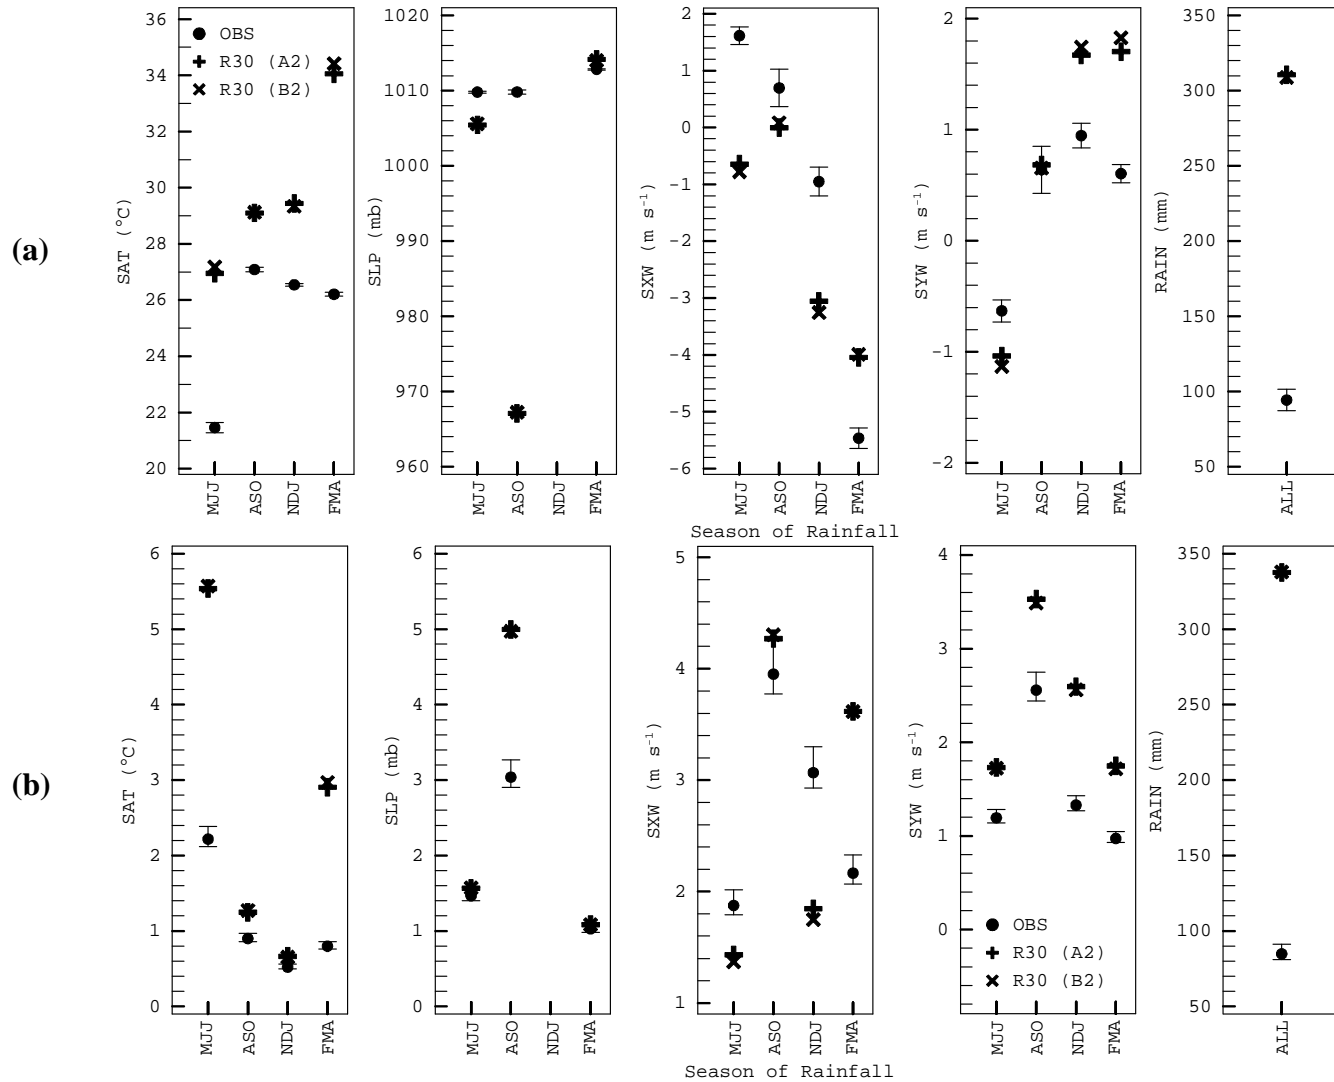 (a)
SAT (°C)
36
34
32
30
28
26
24
22
20
OBS
R30 (A2)
R30 (B2)
MJJ
ASO
NDJ
FMA
SLP (mb)
1020
1010
1000
990
980
970
960
MJJ
ASO
NDJ
FMA
SXW (m s⁻¹)
2
1
0
-1
-2
-3
-4
-5
-6
MJJ
ASO
NDJ
FMA
SYW (m s⁻¹)
2
1
0
-1
-2
MJJ
ASO
NDJ
FMA
RAIN (mm)
350
300
250
200
150
100
50
ALL
Season of Rainfall
(b)
SAT (°C)
6
5
4
3
2
1
0
MJJ
ASO
NDJ
FMA
SLP (mb)
6
5
4
3
2
1
0
MJJ
ASO
NDJ
FMA
SXW (m s⁻¹)
5
4
3
2
1
MJJ
ASO
NDJ
FMA
SYW (m s⁻¹)
4
3
2
1
0
OBS
R30 (A2)
R30 (B2)
MJJ
ASO
NDJ
FMA
RAIN (mm)
350
300
250
200
150
100
50
ALL
Season of Rainfall